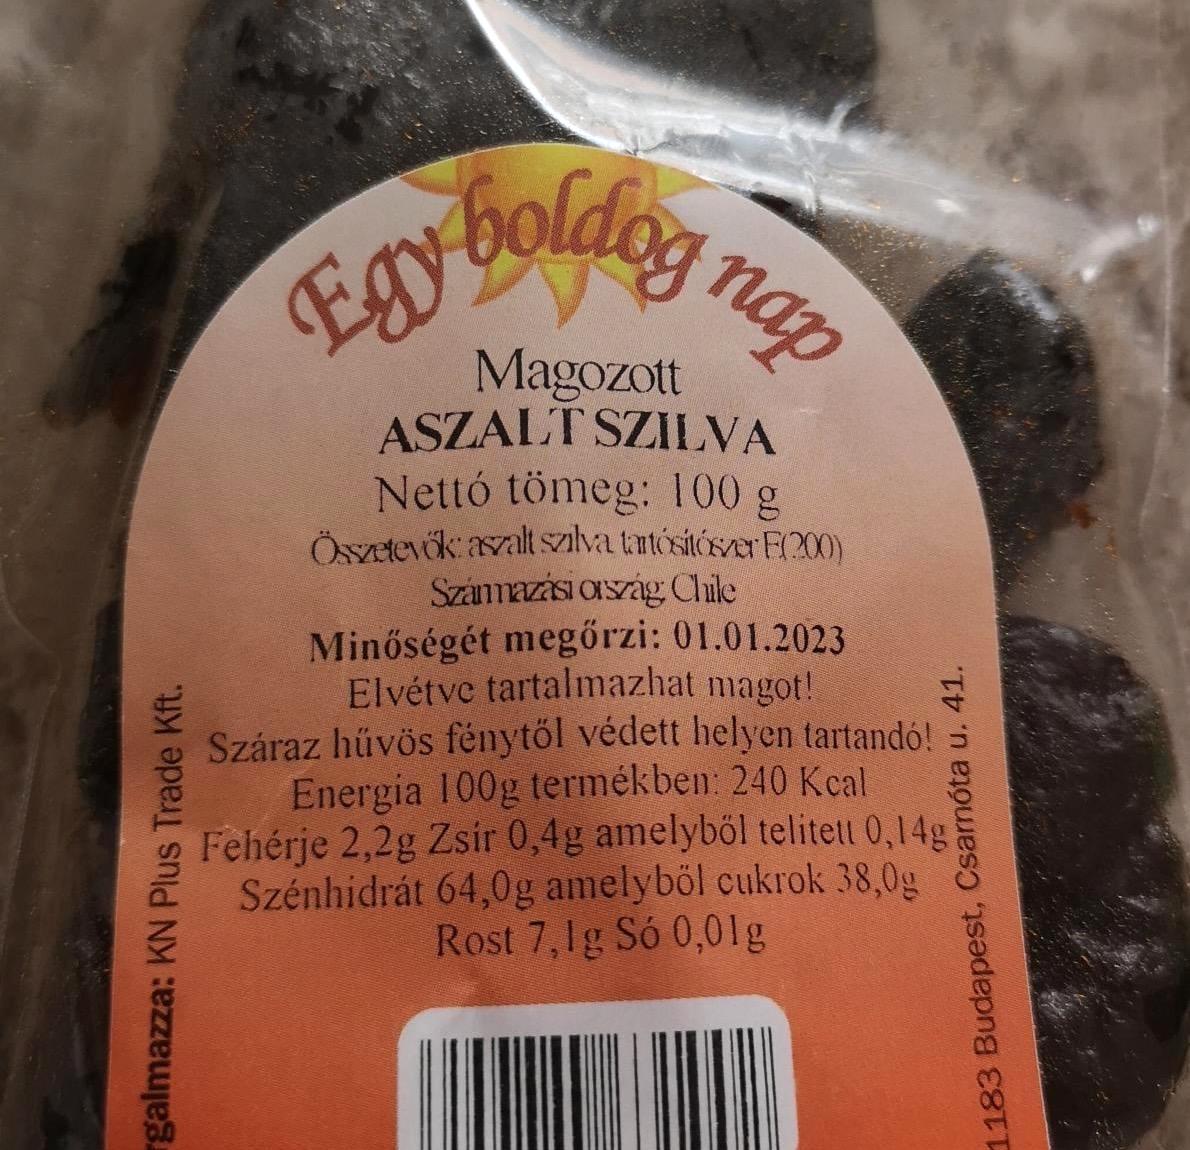 Egy boldog nap
Magozott
ASZALT SZILVA
Nettó tömeg: 100 g
Összetevők: aszalt szilva, tartósítószer E(200)
Származási ország: Chile
Minőségét megőrzi: 01.01.2023
Elvétve tartalmazhat magot!
Száraz hűvös fénytől védett helyen tartandó!
Energia 100g termékben: 240 Kcal
Fehérje 2,2g Zsír 0,4g amelyből telített 0,14g
Szénhidrát 64,0g amelyből cukrok 38,0g
Rost 7,1g Só 0,01g
rgalmazza: KN Plus Trade Kft.
1183 Budapest, Csamóta u. 41.